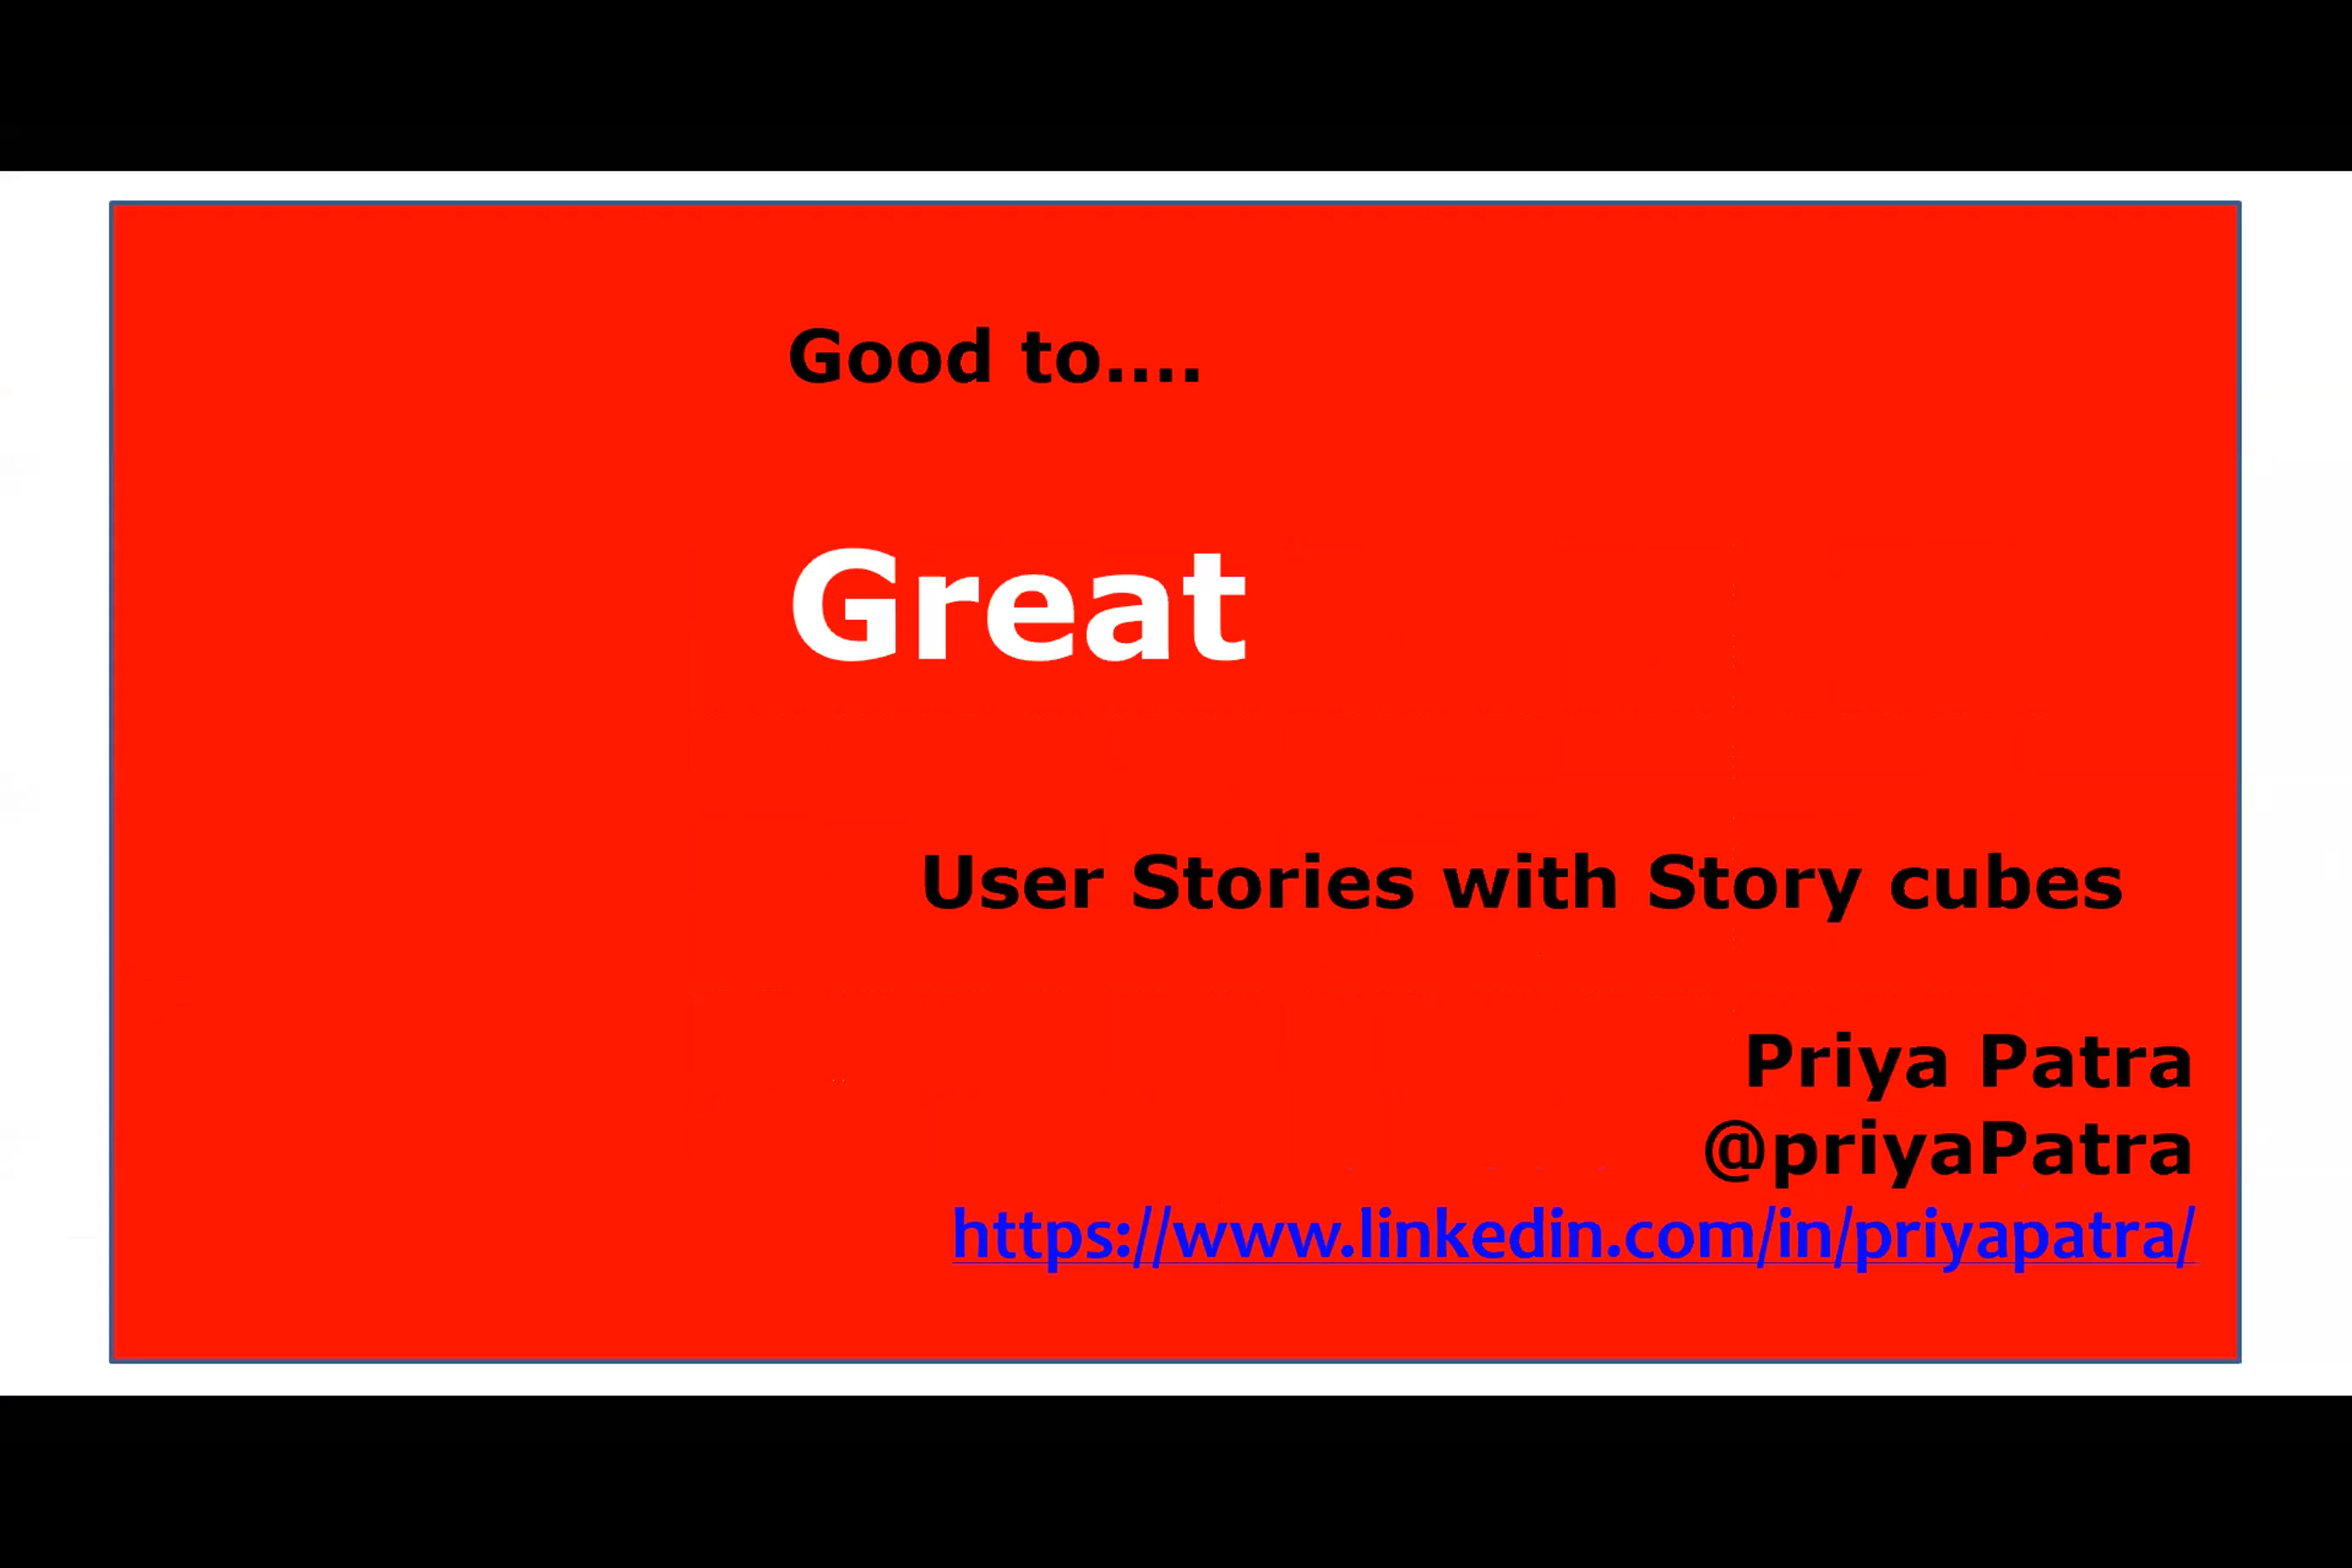 Good to....
Great
User Stories with Story cubes
Priya Patra
@priyaPatra
https://www.linkedin.com/in/priyapatra/